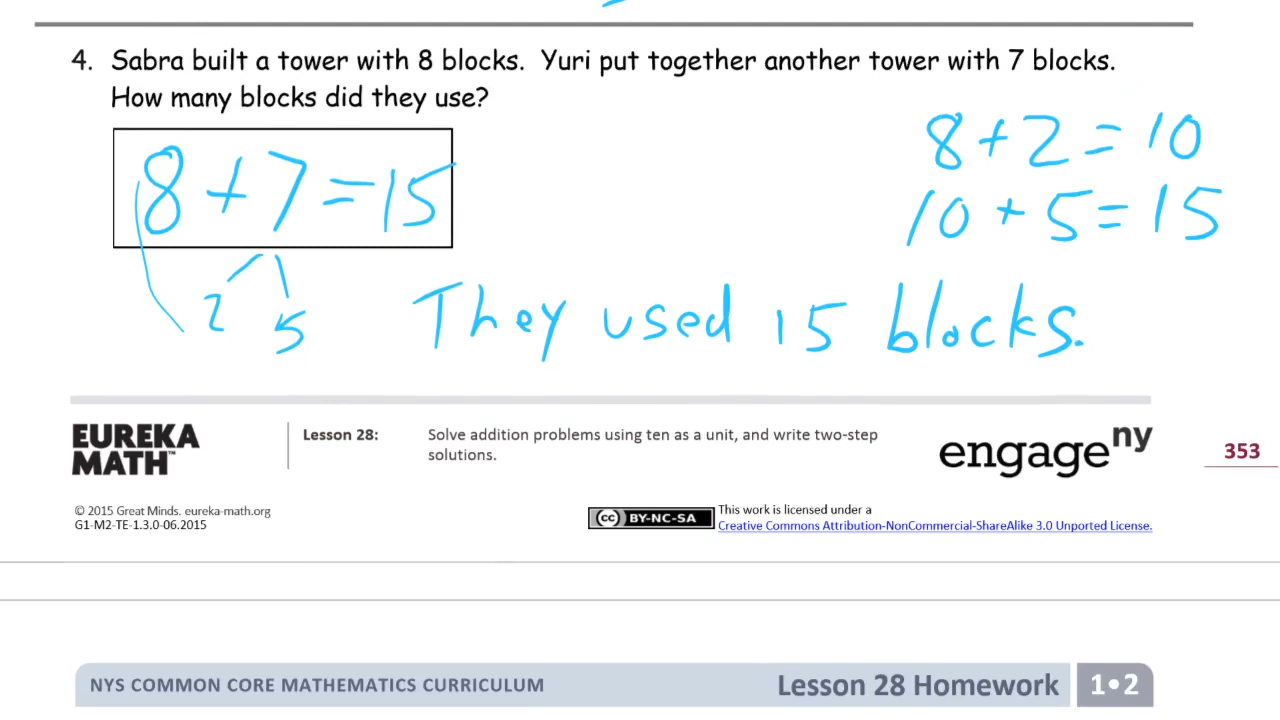 4. Sabra built a tower with 8 blocks. Yuri put together another tower with 7 blocks.
How many blocks did they use?
8 + 7 = 15
2 5
8 + 2 = 10
10 + 5 = 15
They used 15 blocks.
EUREKA
MATH™
Lesson 28:
Solve addition problems using ten as a unit, and write two-step
solutions.
engageny
353
© 2015 Great Minds. eureka-math.org
G1-M2-TE-1.3.0-06.2015
cc BY-NC-SA
This work is licensed under a
Creative Commons Attribution-NonCommercial-ShareAlike 3.0 Unported License.
NYS COMMON CORE MATHEMATICS CURRICULUM
Lesson 28 Homework
1•2